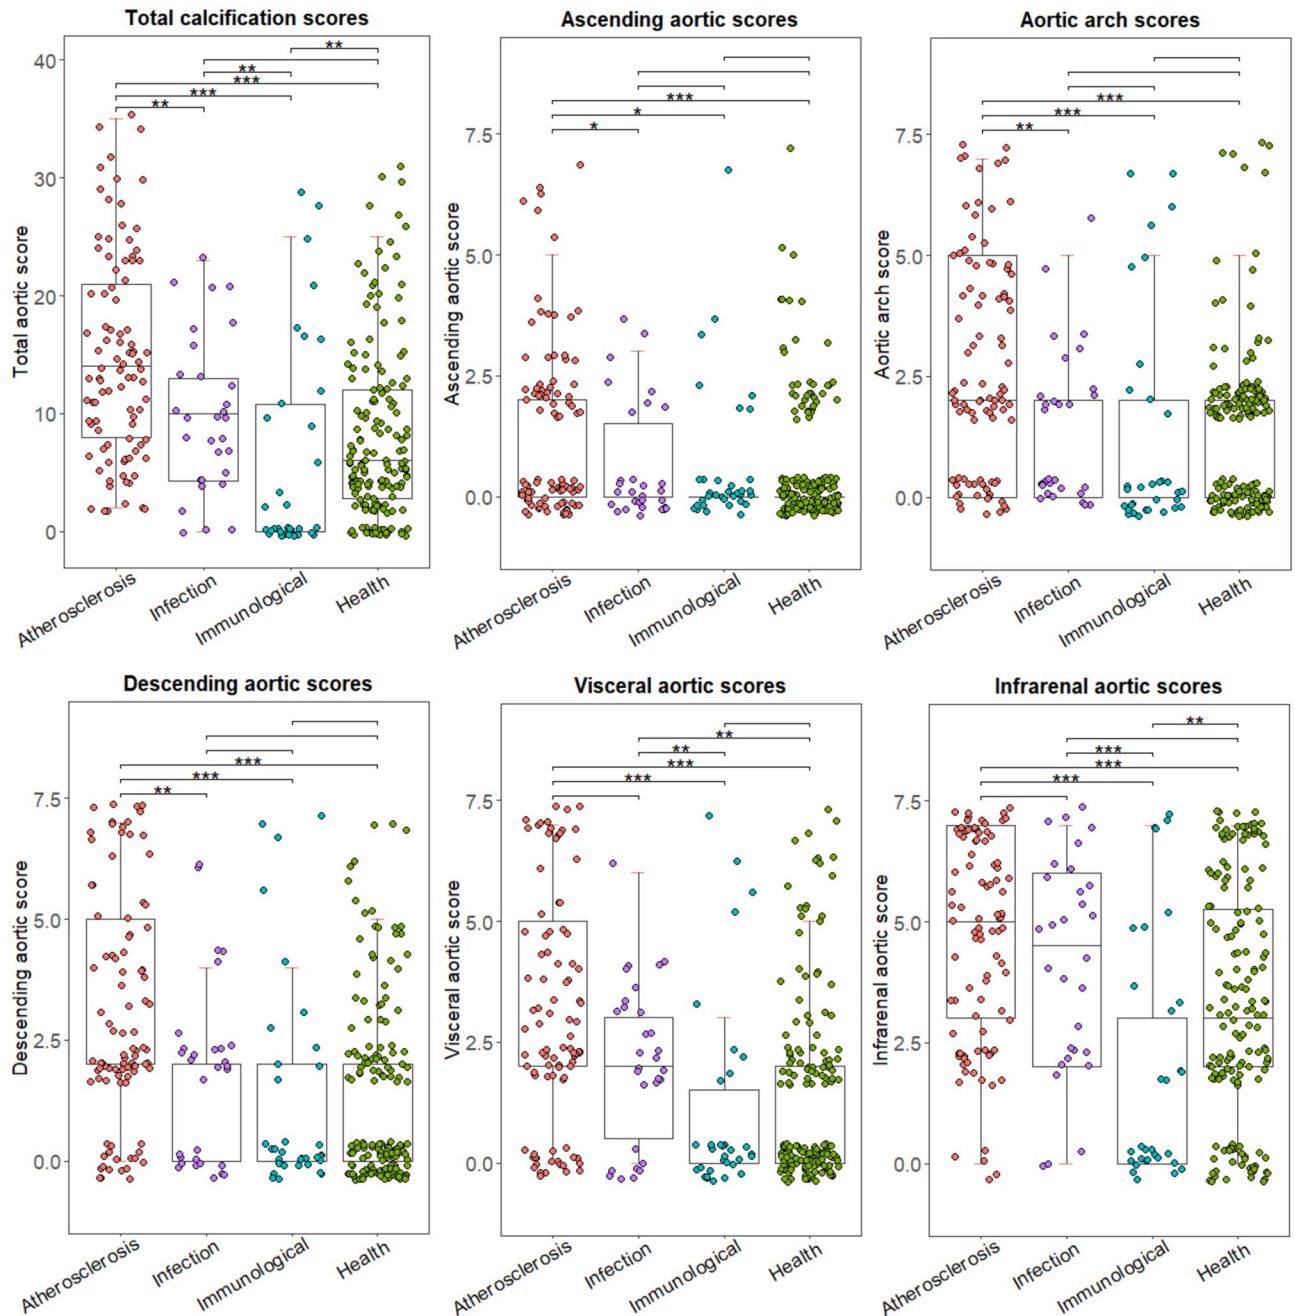 Total calcification scores
Total aortic score
40
30
20
10
0
**
**
***
***
**
Atherosclerosis
Infection
Immunological
Health
Ascending aortic scores
Ascending aortic score
7.5
5.0
2.5
0.0
***
*
*
Atherosclerosis
Infection
Immunological
Health
Aortic arch scores
Aortic arch score
7.5
5.0
2.5
0.0
***
***
**
Atherosclerosis
Infection
Immunological
Health
Descending aortic scores
Descending aortic score
7.5
5.0
2.5
0.0
***
***
**
Atherosclerosis
Infection
Immunological
Health
Visceral aortic scores
Visceral aortic score
7.5
5.0
2.5
0.0
**
**
***
***
Atherosclerosis
Infection
Immunological
Health
Infrarenal aortic scores
Infrarenal aortic score
7.5
5.0
2.5
0.0
**
***
***
***
Atherosclerosis
Infection
Immunological
Health